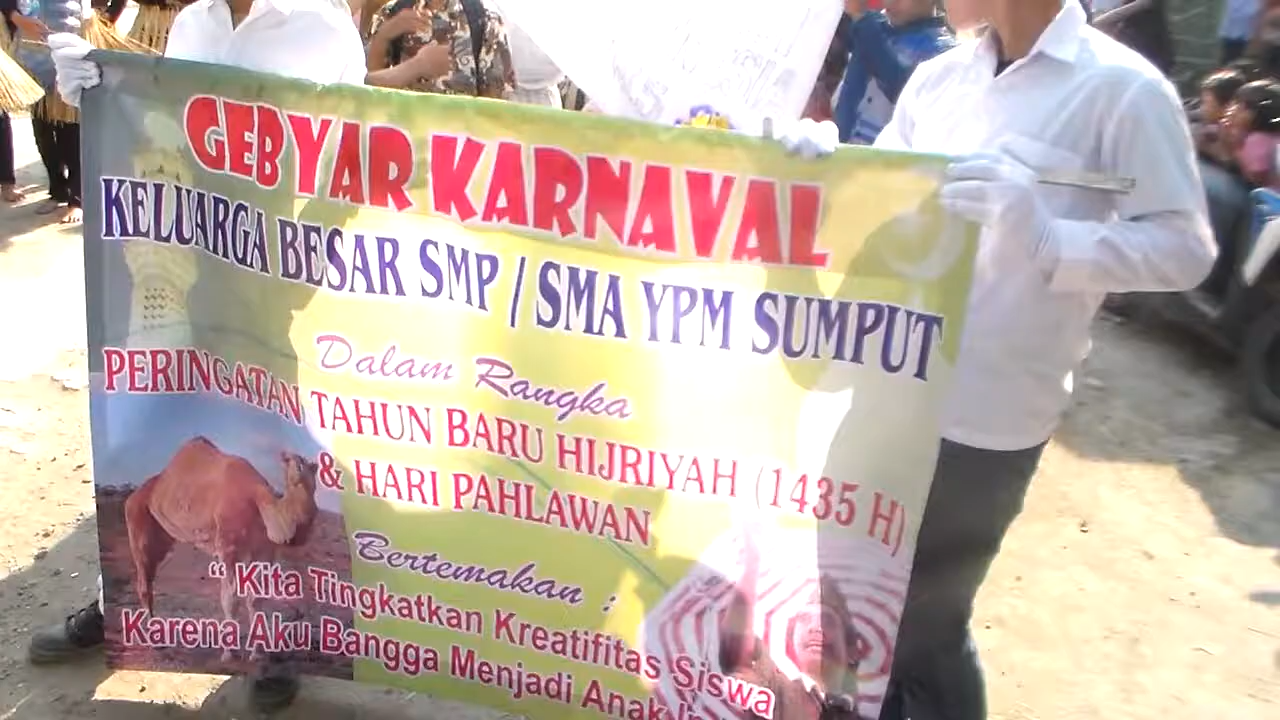 GEBYAR KARNAVAL
KELUARGA BESAR SMP / SMA YPM SUMPUT
Dalam Rangka
PERINGATAN TAHUN BARU HIJRIYAH (1435 H)
& HARI PAHLAWAN
Bertemakan :
“ Kita Tingkatkan Kreatifitas Siswa
Karena Aku Bangga Menjadi Anak